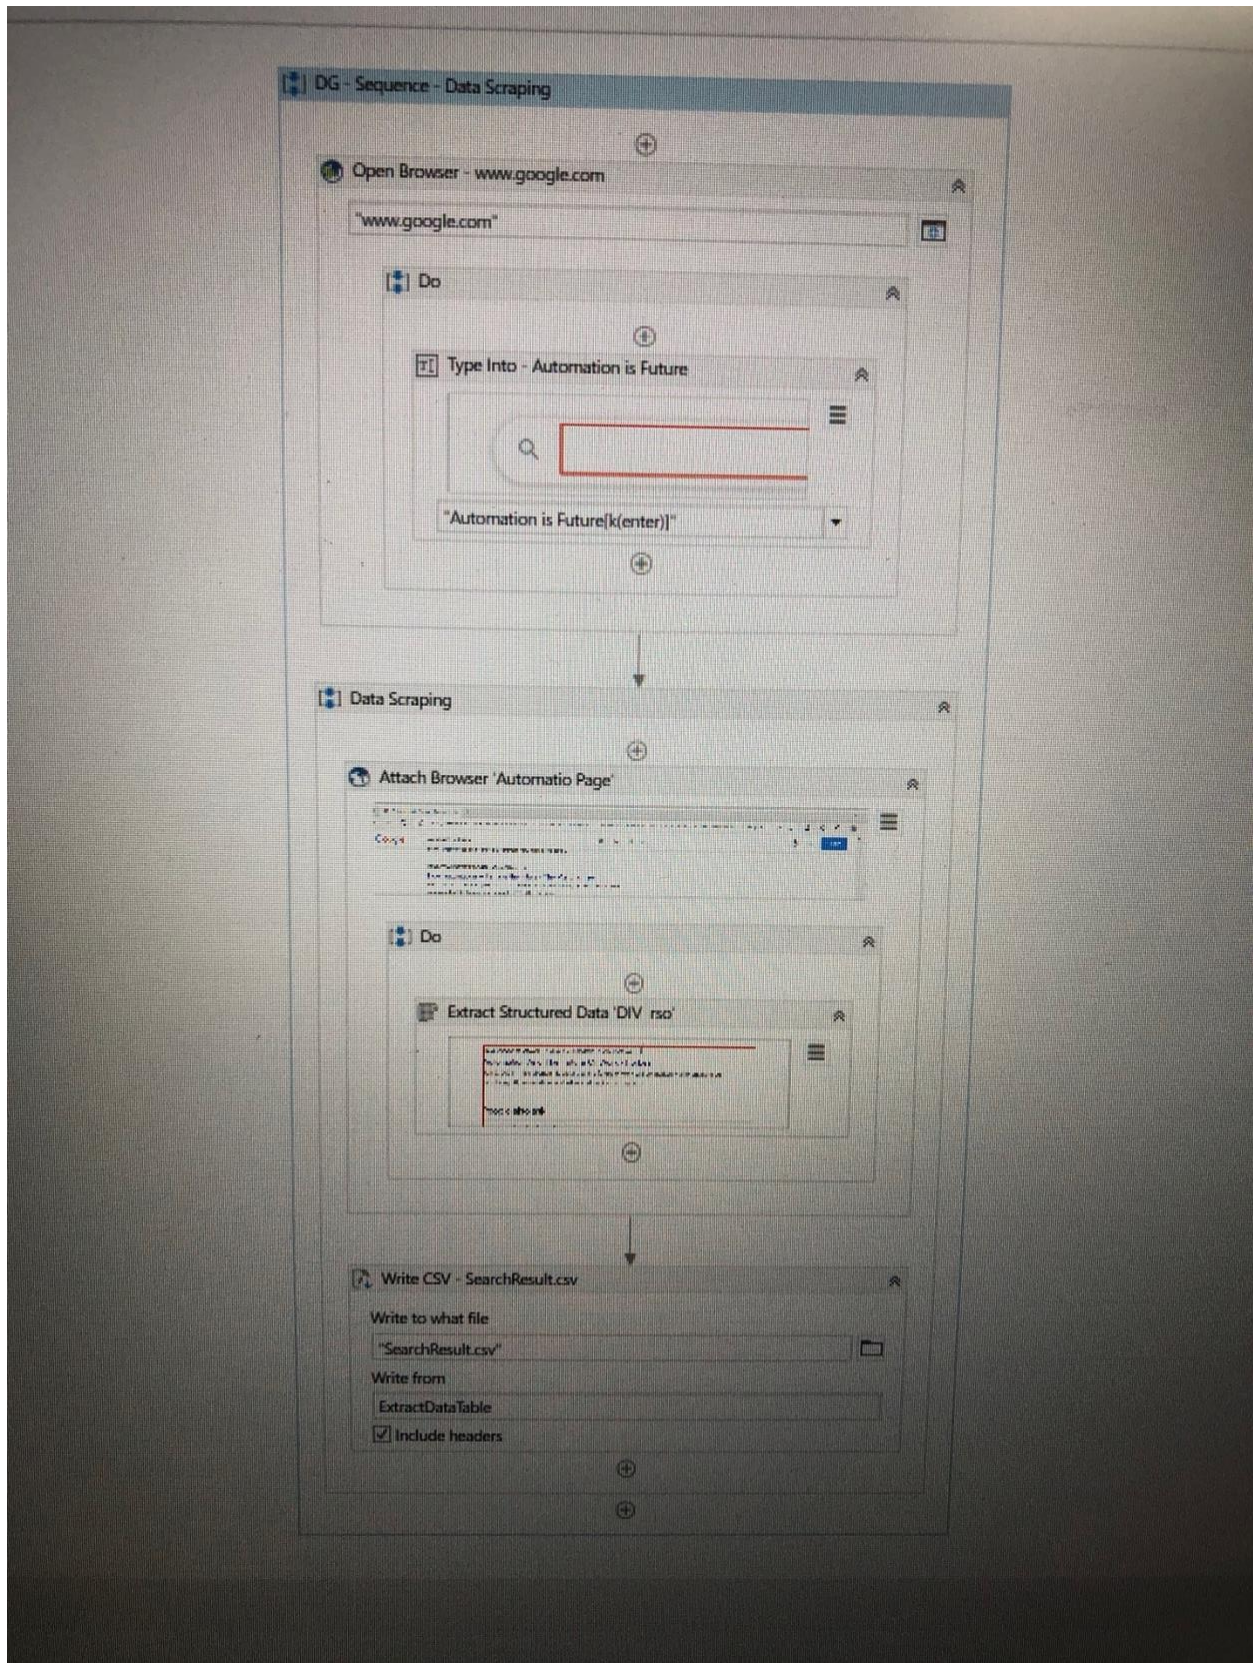 DG - Sequence - Data Scraping
Open Browser - www.google.com
"www.google.com"
Do
Type Into - Automation is Future
"Automation is Future[k(enter)]"
Data Scraping
Attach Browser 'Automatio Page'
Do
Extract Structured Data 'DIV rso'
Write CSV - SearchResult.csv
Write to what file
"SearchResult.csv"
Write from
ExtractDataTable
Include headers